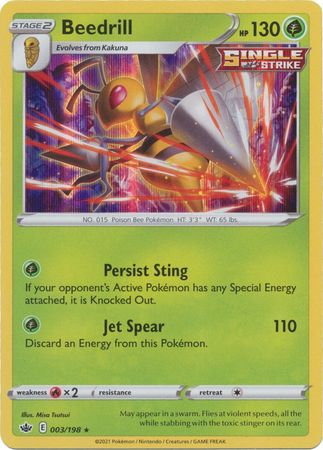 STAGE 2
Beedrill
HP 130
Evolves from Kakuna
SINGLE
STRIKE
NO. 015 Poison Bee Pokémon HT: 3'3" WT: 65 lbs.
Persist Sting
If your opponent's Active Pokémon has any Special Energy
attached, it is Knocked Out.
Jet Spear 110
Discard an Energy from this Pokémon.
weakness ×2 resistance retreat
Illus. Misa Tsutsui
E 003/198 ★
May appear in a swarm. Flies at violent speeds, all the
while stabbing with the toxic stinger on its rear.
©2021 Pokémon / Nintendo / Creatures / GAME FREAK